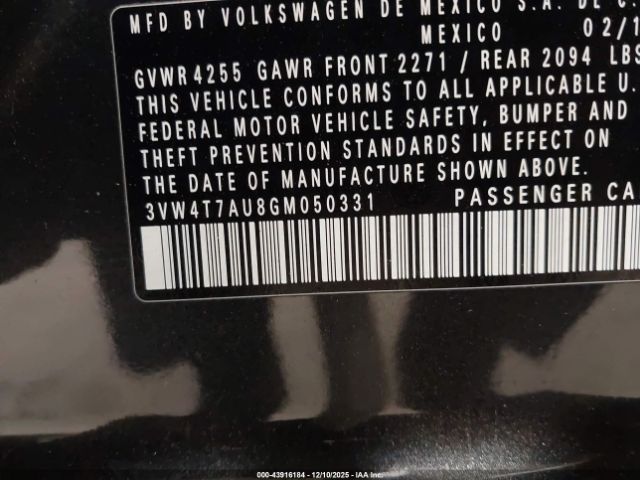 MFD BY VOLKSWAGEN DE MEXICO S.A. DE C.
MEXICO 02/1
GVWR 4255 GAWR FRONT 2271 / REAR 2094 LBS
THIS VEHICLE CONFORMS TO ALL APPLICABLE U.
FEDERAL MOTOR VEHICLE SAFETY, BUMPER AND
THEFT PREVENTION STANDARDS IN EFFECT ON
THE DATE OF MANUFACTURE SHOWN ABOVE.
3VW4T7AU8GM050331 PASSENGER CA
000-43916184 - 12/10/2025 - IAA Inc.